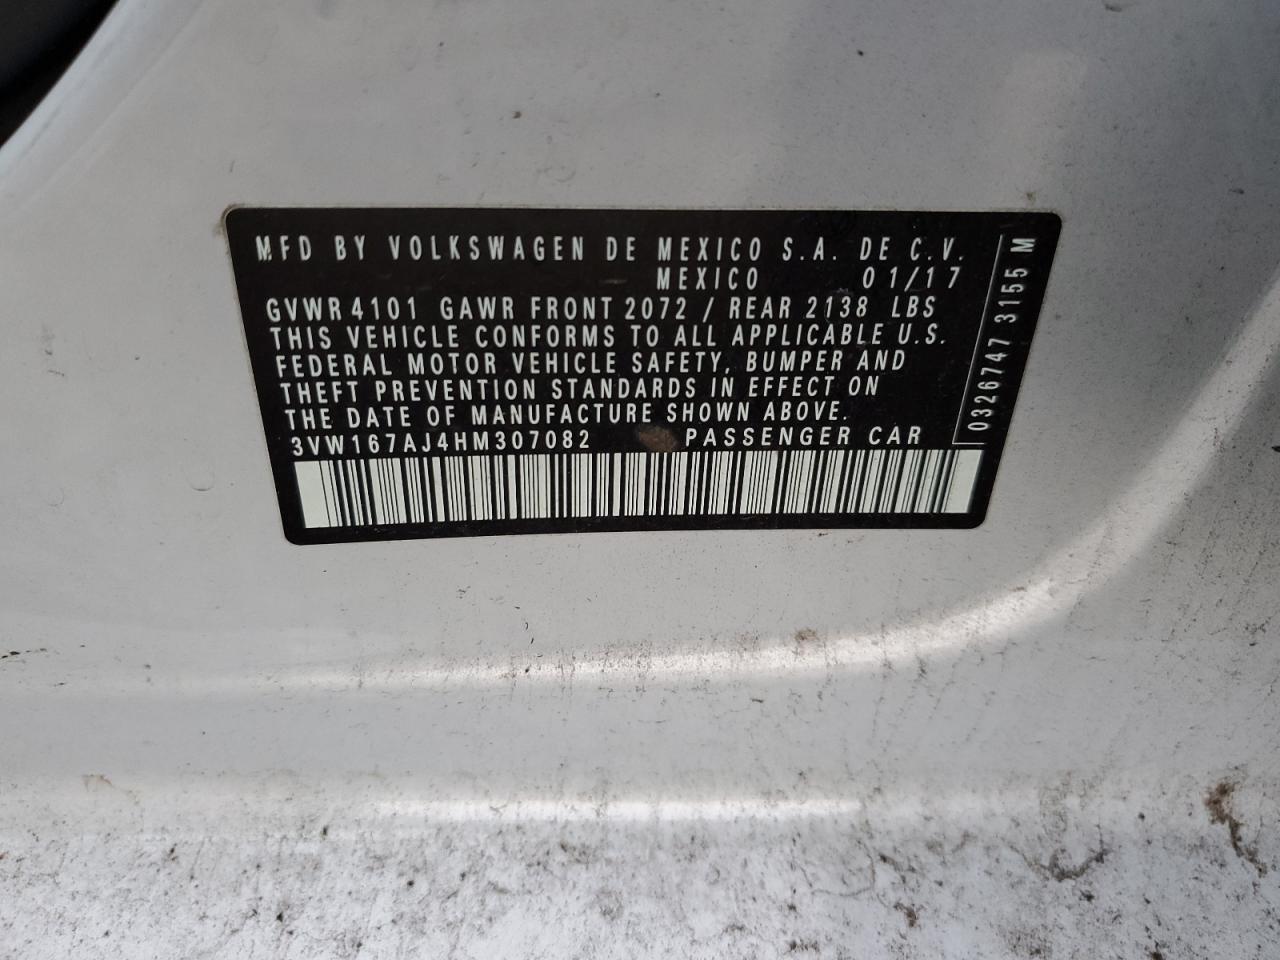 MFD BY VOLKSWAGEN DE MEXICO S.A. DE C.V.
MEXICO 01/17
GVWR 4101 GAWR FRONT 2072 / REAR 2138 LBS
THIS VEHICLE CONFORMS TO ALL APPLICABLE U.S.
FEDERAL MOTOR VEHICLE SAFETY, BUMPER AND
THEFT PREVENTION STANDARDS IN EFFECT ON
THE DATE OF MANUFACTURE SHOWN ABOVE.
3VW167AJ4HM307082 PASSENGER CAR
0326747 3155 M